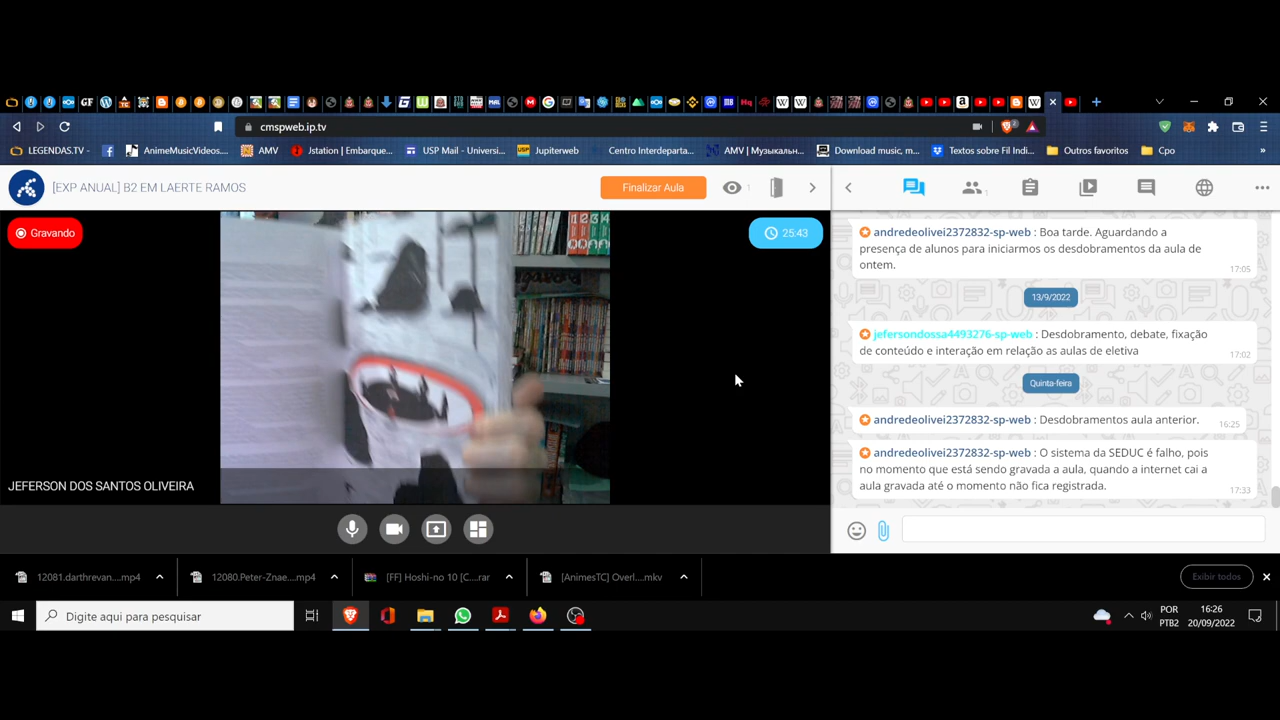 cmspweb.ip.tv
2
LEGENDAS.TV -
AnimeMusicVideos...
AMV
Jstation | Embarque...
USP Mail - Universi...
Jupiterweb
Centro Interdeparta...
AMV | Музыкальн...
Download music, m...
Textos sobre Fil Indi...
Outros favoritos
Cpo
»
[EXP ANUAL] B2 EM LAERTE RAMOS
Finalizar Aula
1
1
Gravando
25:43
JEFERSON DOS SANTOS OLIVEIRA
andredeolivei2372832-sp-web : Boa tarde. Aguardando a
presença de alunos para iniciarmos os desdobramentos da aula de
ontem.
17:05
13/9/2022
jefersondossa4493276-sp-web : Desdobramento, debate, fixação
de conteúdo e interação em relação as aulas de eletiva
17:02
Quinta-feira
andredeolivei2372832-sp-web : Desdobramentos aula anterior.
16:25
andredeolivei2372832-sp-web : O sistema da SEDUC é falho, pois
no momento que está sendo gravada a aula, quando a internet cai a
aula gravada até o momento não fica registrada.
17:33
12081.darthrevan....mp4
12080.Peter-Znae....mp4
[FF] Hoshi-no 10 [C....rar
[AnimesTC] Overl....mkv
Exibir todos
Digite aqui para pesquisar
POR
PTB2
16:26
20/09/2022